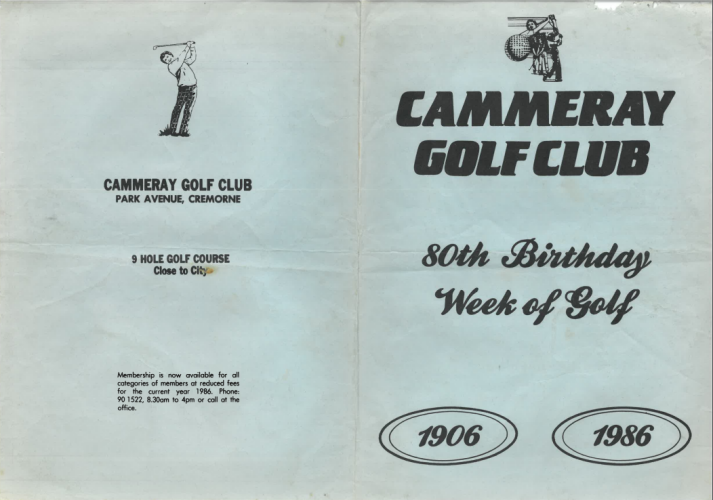 CAMMERAY GOLF CLUB
PARK AVENUE, CREMORNE
9 HOLE GOLF COURSE
Close to City
Membership is now available for all
categories of members at reduced fees
for the current year 1986. Phone:
90 1522, 8.30am to 4pm or call at the
office.
CAMMERAY
GOLF CLUB
80th Birthday
Week of Golf
1906
1986